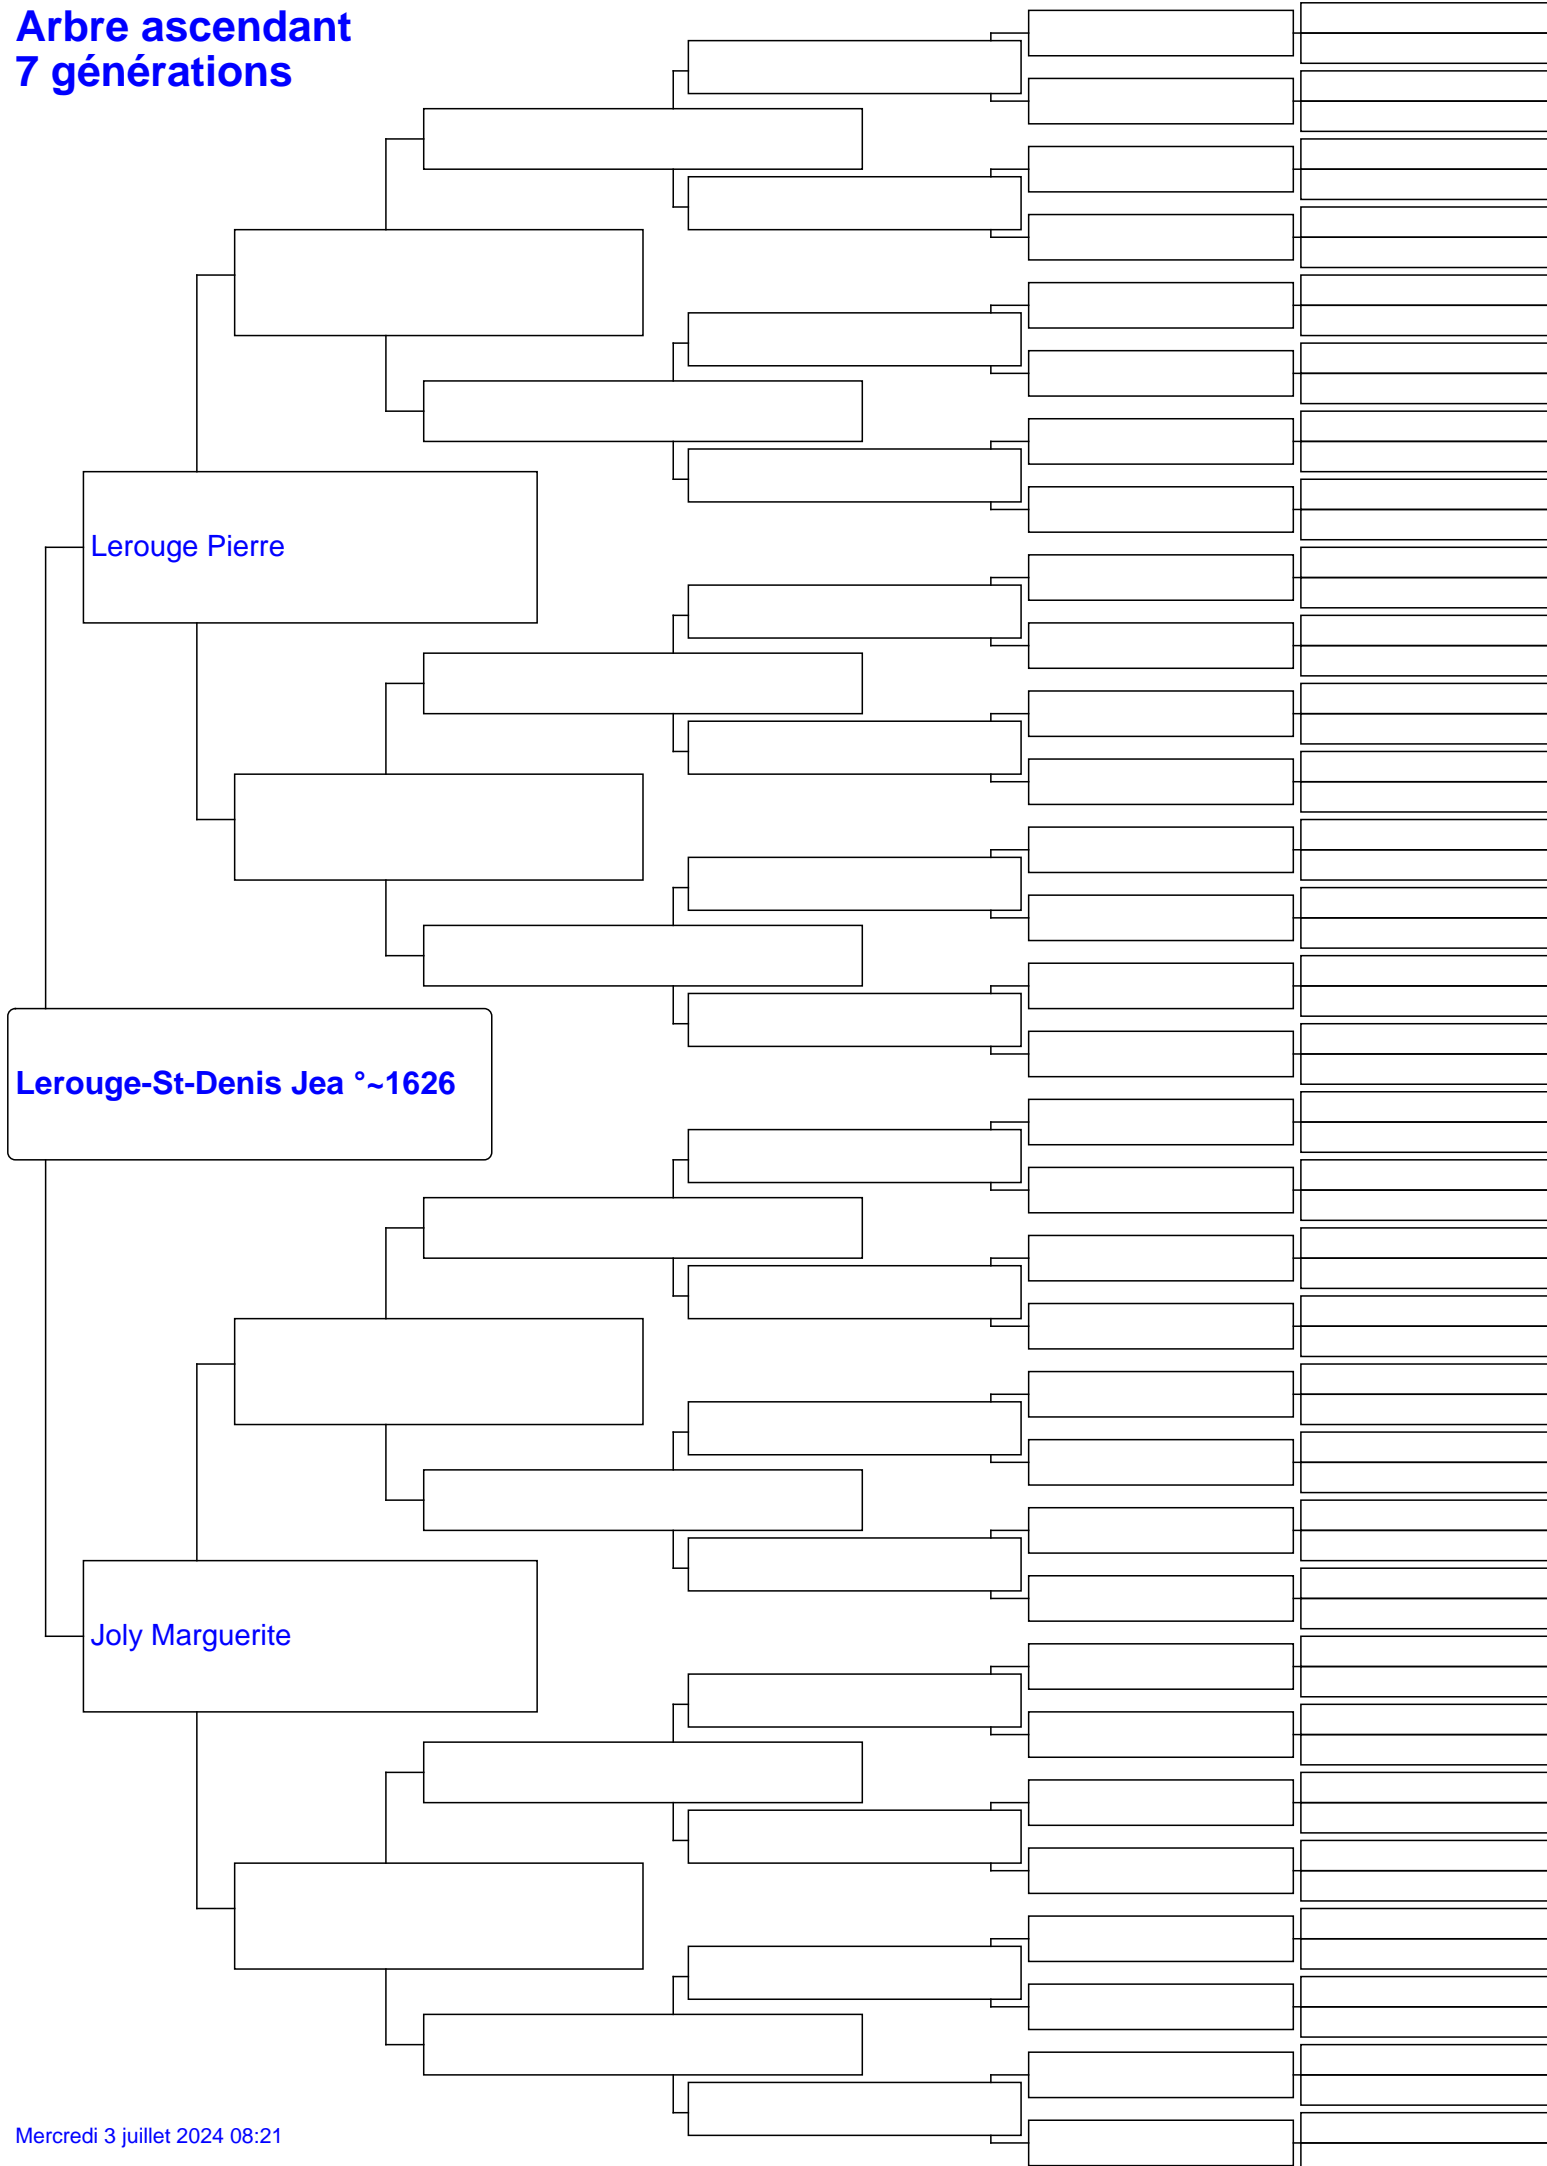 Arbre ascendant
7 générations
Lerouge Pierre
Lerouge-St-Denis Jea °~1626
Joly Marguerite
Mercredi 3 juillet 2024 08:21